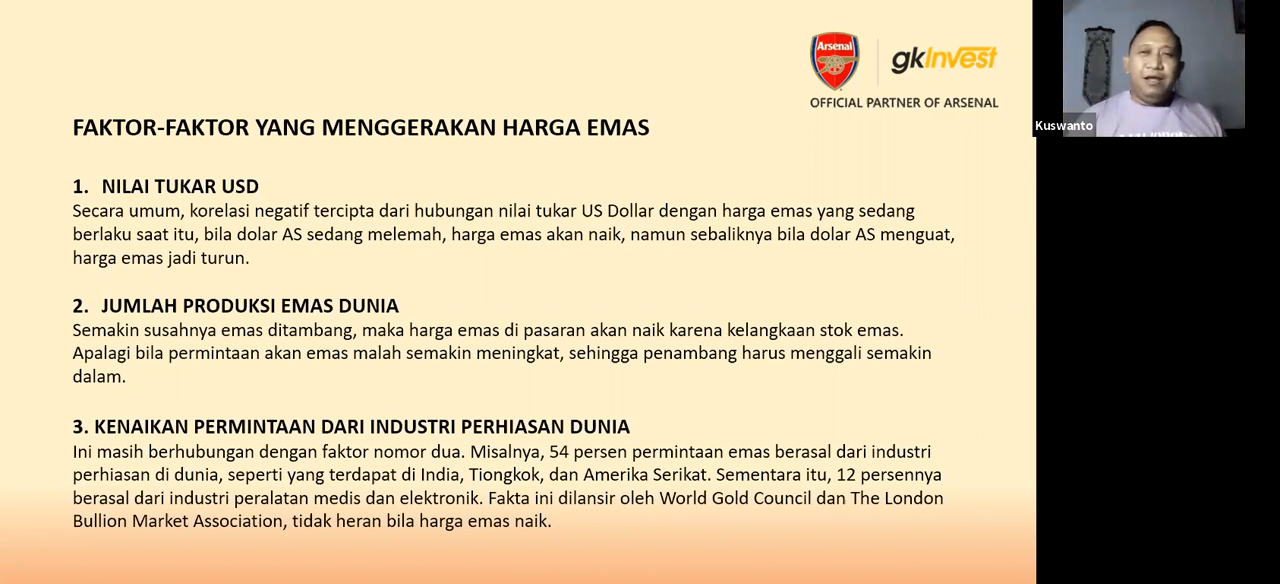 Arsenal
gkInvest
OFFICIAL PARTNER OF ARSENAL
FAKTOR-FAKTOR YANG MENGGERAKAN HARGA EMAS
1. NILAI TUKAR USD
Secara umum, korelasi negatif tercipta dari hubungan nilai tukar US Dollar dengan harga emas yang sedang
berlaku saat itu, bila dolar AS sedang melemah, harga emas akan naik, namun sebaliknya bila dolar AS menguat,
harga emas jadi turun.
2. JUMLAH PRODUKSI EMAS DUNIA
Semakin susahnya emas ditambang, maka harga emas di pasaran akan naik karena kelangkaan stok emas.
Apalagi bila permintaan akan emas malah semakin meningkat, sehingga penambang harus menggali semakin
dalam.
3. KENAIKAN PERMINTAAN DARI INDUSTRI PERHIASAN DUNIA
Ini masih berhubungan dengan faktor nomor dua. Misalnya, 54 persen permintaan emas berasal dari industri
perhiasan di dunia, seperti yang terdapat di India, Tiongkok, dan Amerika Serikat. Sementara itu, 12 persennya
berasal dari industri peralatan medis dan elektronik. Fakta ini dilansir oleh World Gold Council dan The London
Bullion Market Association, tidak heran bila harga emas naik.
Kuswanto